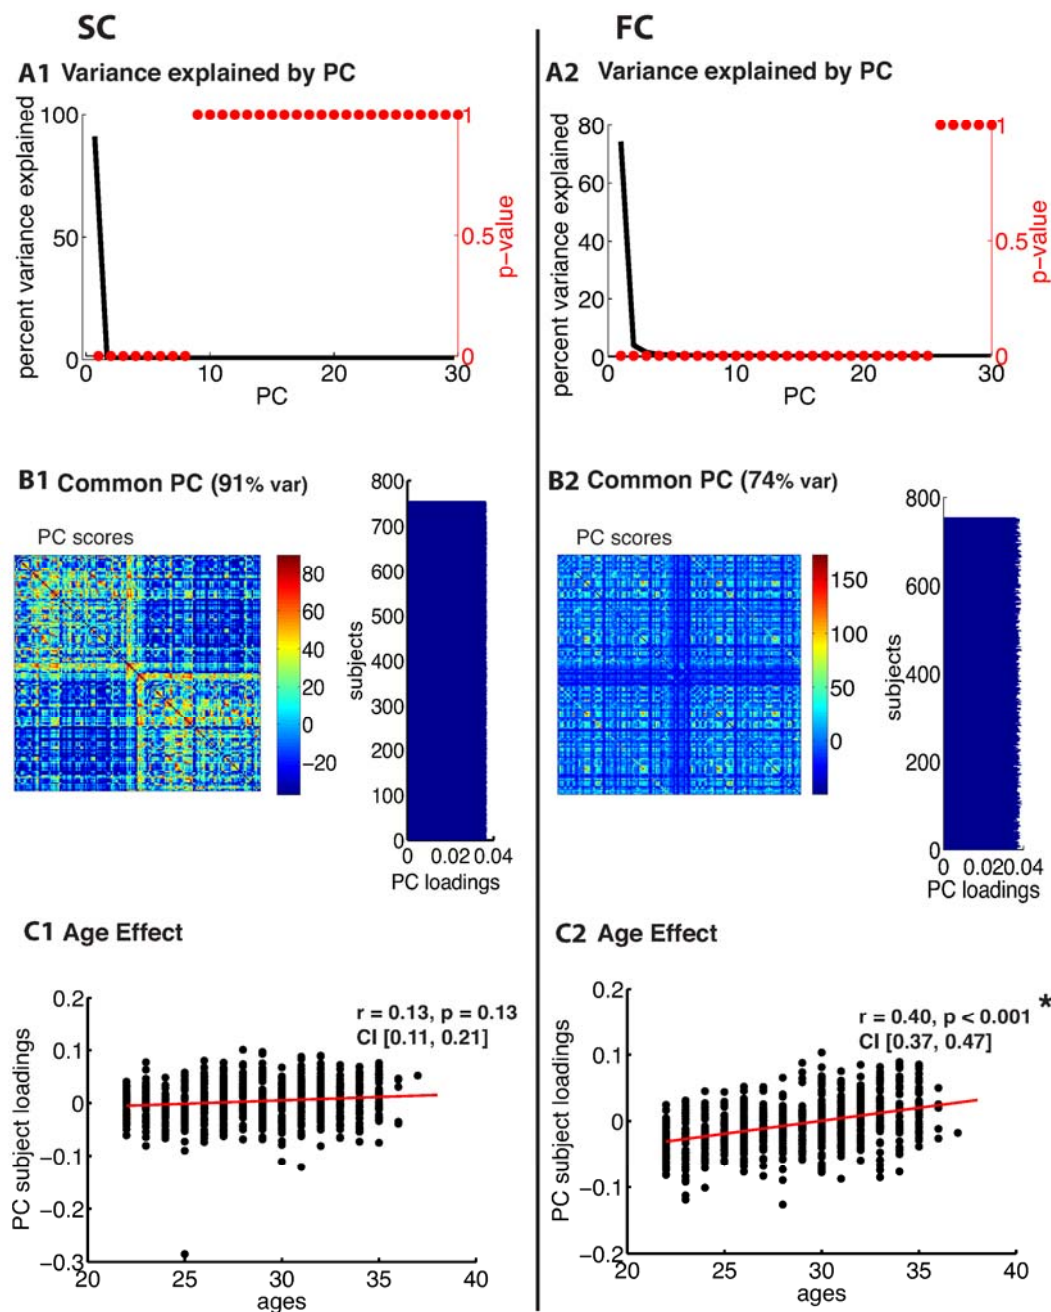 SC
A1 Variance explained by PC
percent variance explained
100
50
0
0 10 20 30
PC
1
0.5
0
p-value
B1 Common PC (91% var)
PC scores
80
60
40
20
0
−20
subjects
800
700
600
500
400
300
200
100
0
0 0.02 0.04
PC loadings
C1 Age Effect
r = 0.13, p = 0.13
CI [0.11, 0.21]
PC subject loadings
0.2
0.1
0
−0.1
−0.2
−0.3
20 25 30 35 40
ages
FC
A2 Variance explained by PC
percent variance explained
80
60
40
20
0
0 10 20 30
PC
1
0.5
0
p-value
B2 Common PC (74% var)
PC scores
150
100
50
0
subjects
800
600
400
200
0
0 0.02 0.04
PC loadings
C2 Age Effect
r = 0.40, p < 0.001 *
CI [0.37, 0.47]
PC subject loadings
0.2
0.1
0
−0.1
−0.2
20 25 30 35 40
ages